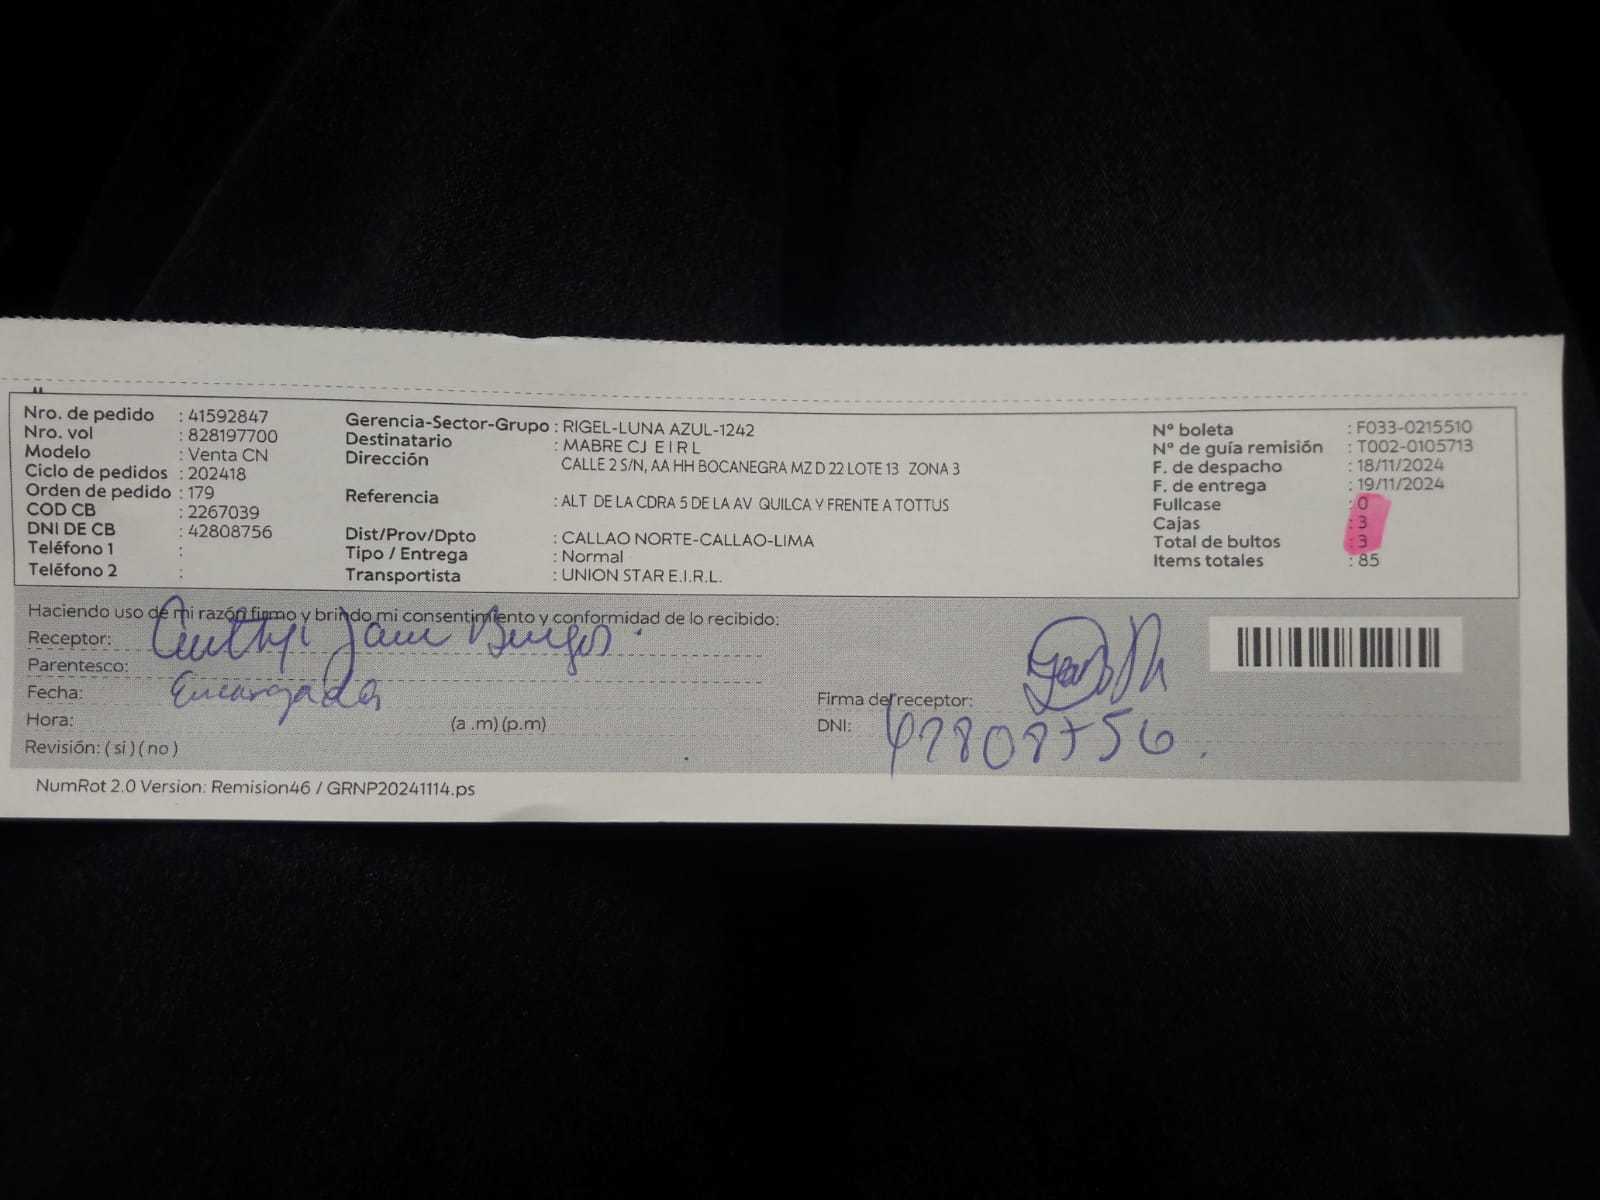 Nro. de pedido : 41592847
Nro. vol : 828197700
Modelo : Venta CN
Ciclo de pedidos : 202418
Orden de pedido : 179
COD CB : 2267039
DNI DE CB : 42808756
Teléfono 1 :
Teléfono 2 :
Gerencia-Sector-Grupo : RIGEL-LUNA AZUL-1242
Destinatario : MABRE CJ E I R L
Dirección CALLE 2 S/N, AA HH BOCANEGRA MZ D 22 LOTE 13 ZONA 3
Referencia : ALT DE LA CDRA 5 DE LA AV QUILCA Y FRENTE A TOTTUS
Dist/Prov/Dpto : CALLAO NORTE-CALLAO-LIMA
Tipo / Entrega : Normal
Transportista : UNION STAR E.I.R.L.
Nº boleta : F033-0215510
Nº de guía remisión : T002-0105713
F. de despacho : 18/11/2024
F. de entrega : 19/11/2024
Fullcase : 0
Cajas : 3
Total de bultos : 3
Items totales : 85
Haciendo uso de mi razón firmo y brindo mi consentimiento y conformidad de lo recibido:
Receptor: Burgos
Parentesco:
Fecha: Encargada
Hora: (a .m) (p.m)
Revisión: ( si ) ( no )
Firma del receptor:
DNI: 42808756
NumRot 2.0 Version: Remision46 / GRNP20241114.ps